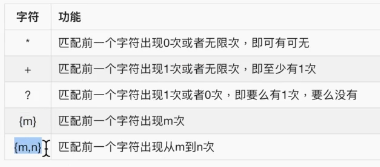 字符 功能
* 匹配前一个字符出现0次或者无限次，即可有可无
+ 匹配前一个字符出现1次或者无限次，即至少有1次
? 匹配前一个字符出现1次或者0次，即要么有1次，要么没有
{m} 匹配前一个字符出现m次
{m,n} 匹配前一个字符出现从m到n次